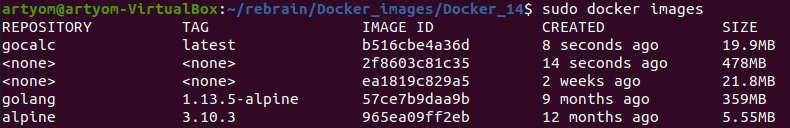 artyom@artyom-VirtualBox:~/rebrain/Docker_images/Docker_14$ sudo docker images
REPOSITORY TAG IMAGE ID CREATED SIZE
gocalc latest b516cbe4a36d 8 seconds ago 19.9MB
<none> <none> 2f8603c81c35 14 seconds ago 478MB
<none> <none> ea1819c829a5 2 weeks ago 21.8MB
golang 1.13.5-alpine 57ce7b9daa9b 9 months ago 359MB
alpine 3.10.3 965ea09ff2eb 12 months ago 5.55MB